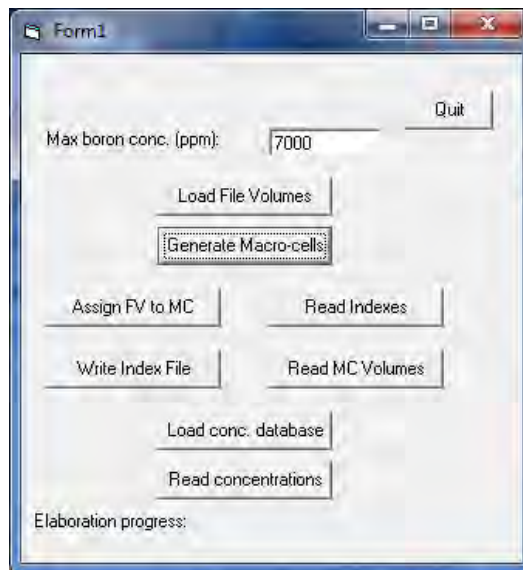 Form1
Quit
Max boron conc. (ppm): 7000
Load File Volumes
Generate Macro-cells
Assign FV to MC Read Indexes
Write Index File Read MC Volumes
Load conc. database
Read concentrations
Elaboration progress: